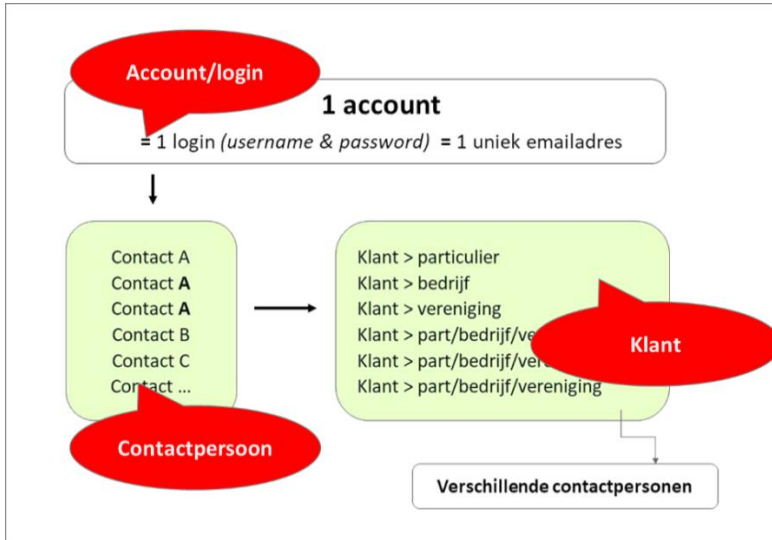 Account/login
1 account
= 1 login (username & password) = 1 uniek emailadres
Contact A
Contact A
Contact A
Contact B
Contact C
Contact ...
Klant > particulier
Klant > bedrijf
Klant > vereniging
Klant > part/bedrijf/ve
Klant > part/bedrijf/ver
Klant > part/bedrijf/vereniging
Klant
Contactpersoon
Verschillende contactpersonen